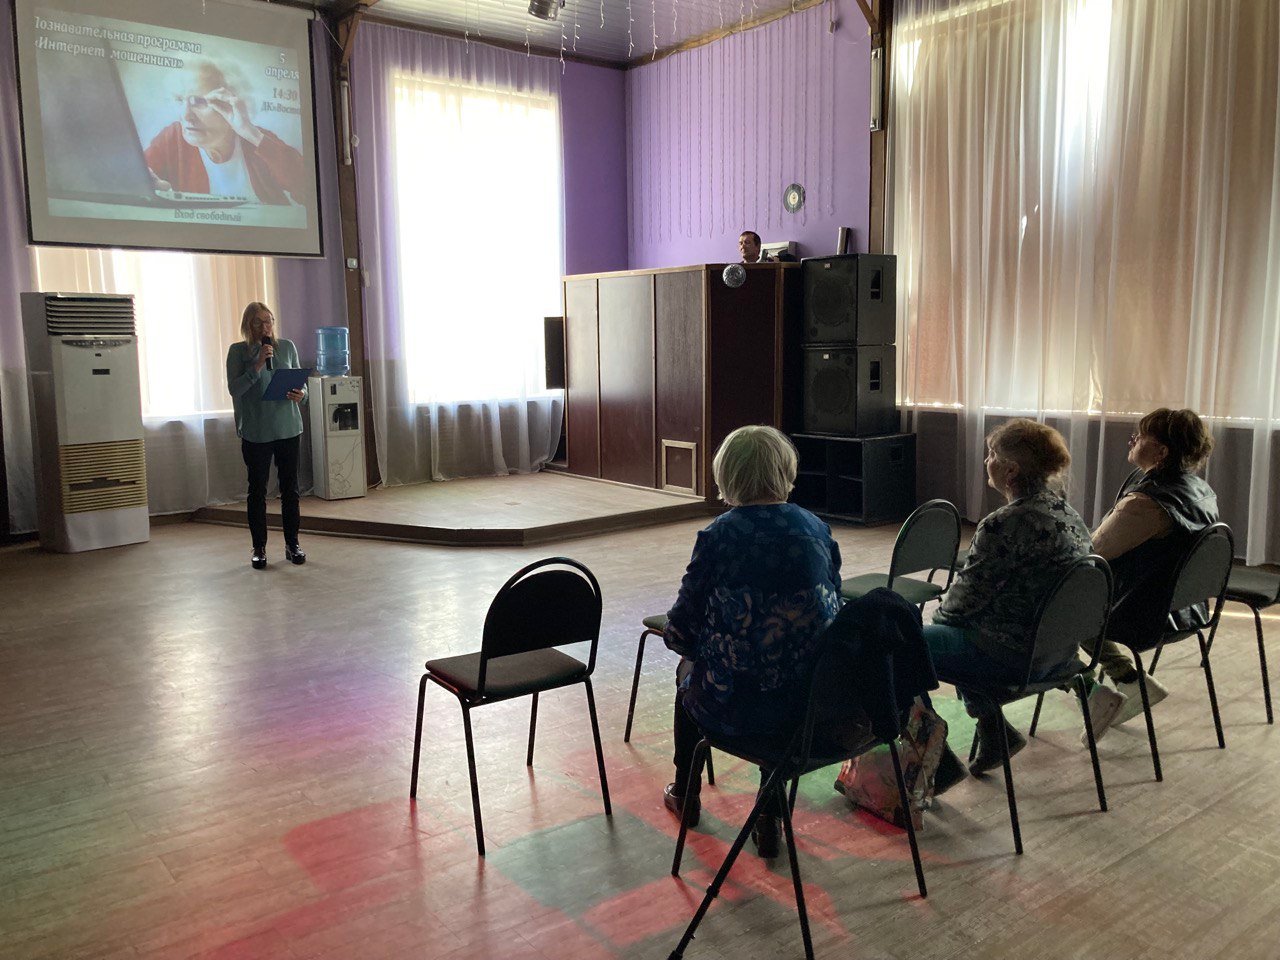 Познавательная программа
«Интернет мошенники»
5
апреля
14:30
Вход свободный